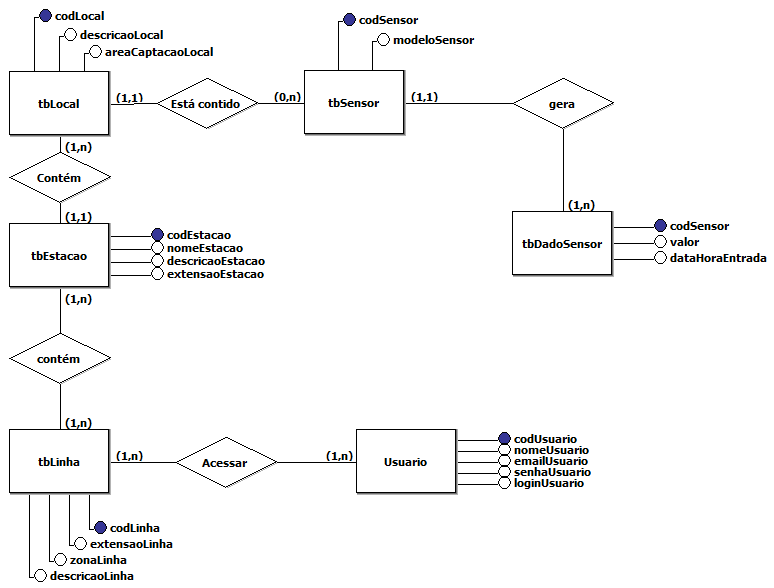 codLocal
descricaoLocal
areaCaptacaoLocal
codSensor
modeloSensor
tbLocal
(1,1)
Está contido
(0,n)
tbSensor
(1,1)
gera
(1,n)
Contém
(1,1)
(1,n)
tbEstacao
codEstacao
nomeEstacao
descricaoEstacao
extensaoEstacao
tbDadoSensor
codSensor
valor
dataHoraEntrada
(1,n)
contém
(1,n)
tbLinha
(1,n)
Acessar
(1,n)
Usuario
codUsuario
nomeUsuario
emailUsuario
senhaUsuario
loginUsuario
codLinha
extensaoLinha
zonaLinha
descricaoLinha